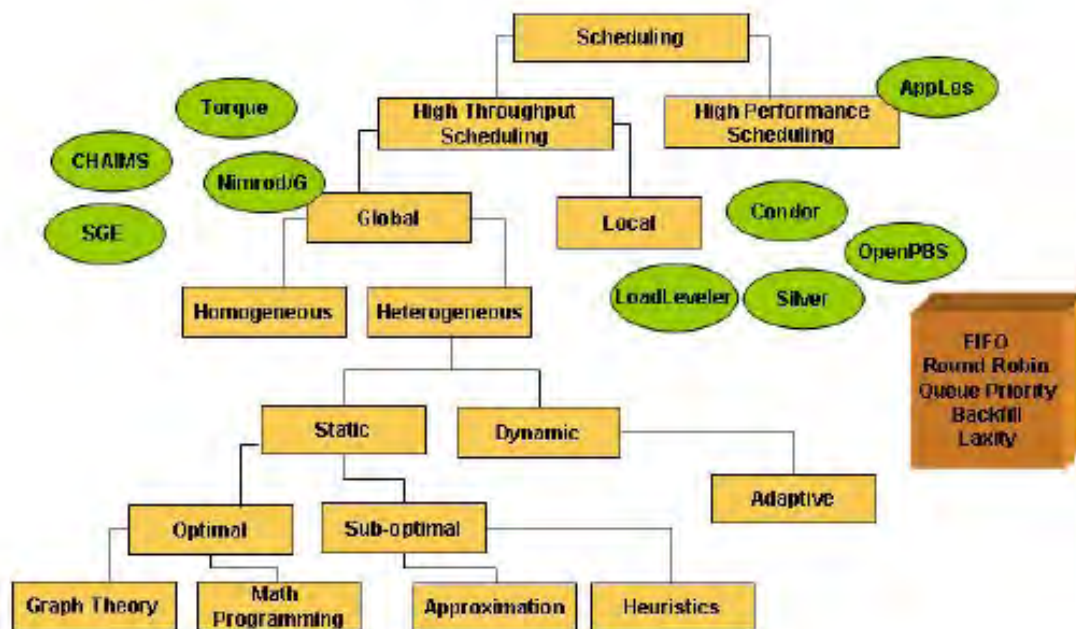 Scheduling
AppLes
Torque
High Throughput
Scheduling
High Performance
Scheduling
CHAIMS
Nimrod/G
SGE
Global
Local
Condor
OpenPBS
LoadLeveler
Silver
Homogeneous
Heterogeneous
FIFO
Round Robin
Queue Priority
Backfill
Laxity
Static
Dynamic
Adaptive
Optimal
Sub-optimal
Graph Theory
Math
Programming
Approximation
Heuristics